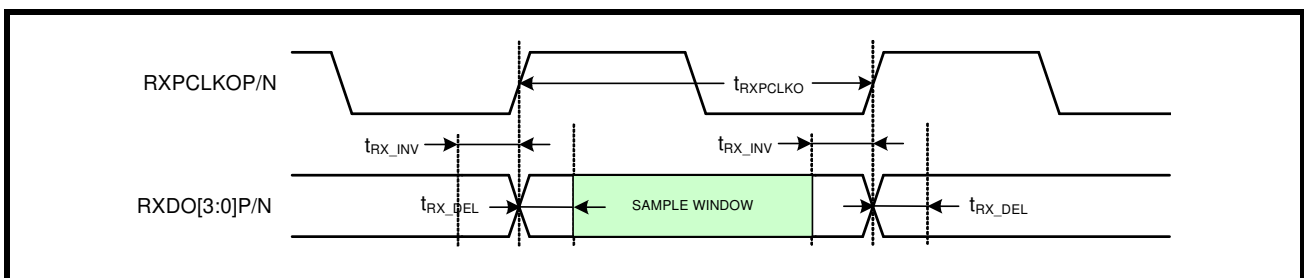 RXPCLKOP/N
tRXPCLKO
tRX_INV
tRX_INV
RXDO[3:0]P/N
tRX_DEL
SAMPLE WINDOW
tRX_DEL